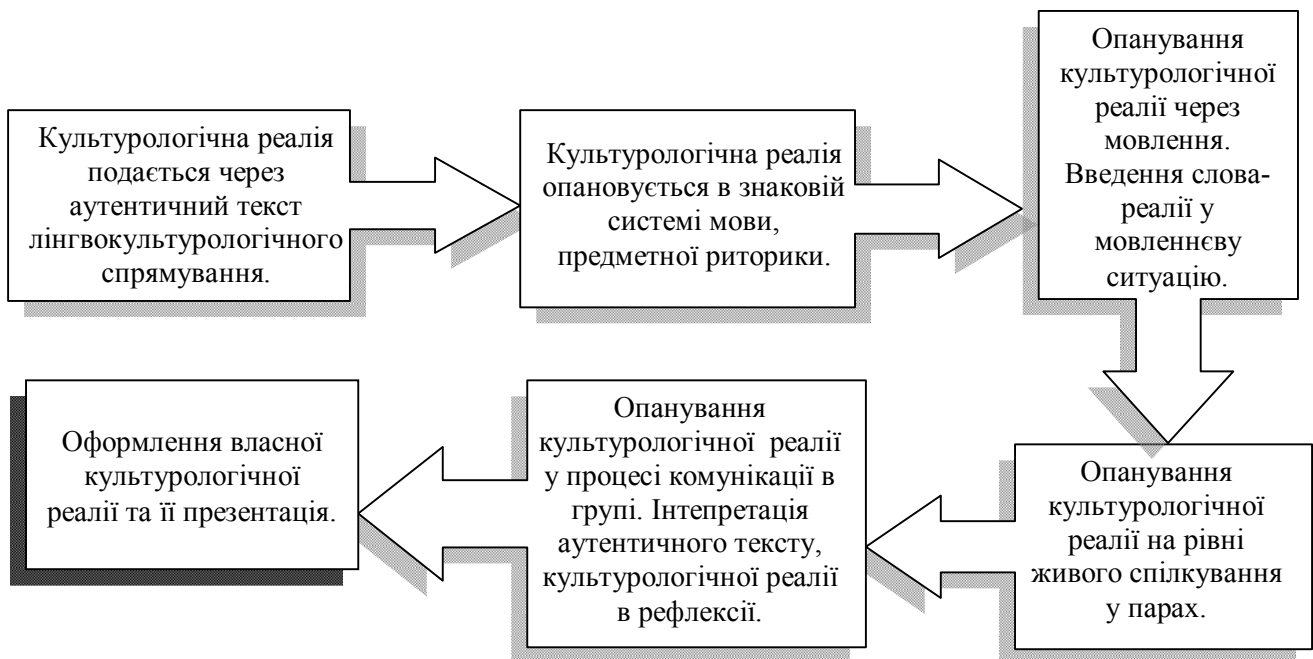 Культурологічна реалія
подається через
аутентичний текст
лінгвокультурологічного
спрямування.
Культурологічна реалія
опановується в знаковій
системі мови,
предметної риторики.
Опанування
культурологічної
реалії через
мовлення.
Введення слова-
реалії у
мовленнєву
ситуацію.
Опанування
культурологічної
реалії на рівні
живого спілкування
у парах.
Опанування
культурологічної реалії
у процесі комунікації в
групі. Інтепретація
аутентичного тексту,
культурологічної реалії
в рефлексії.
Оформлення власної
культурологічної
реалії та її презентація.